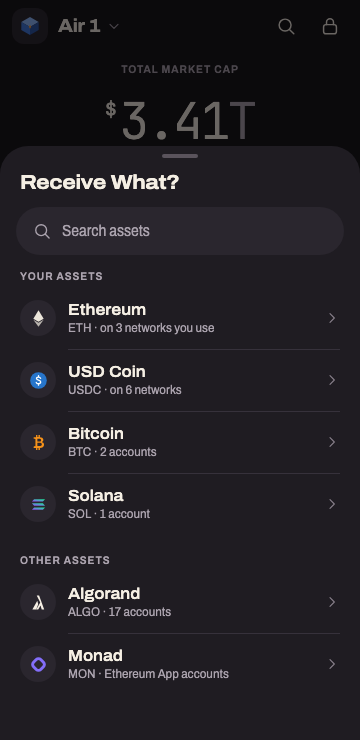 Air 1
TOTAL MARKET CAP
$3.41T
Receive What?
Search assets
YOUR ASSETS
Ethereum
ETH · on 3 networks you use
USD Coin
USDC · on 6 networks
Bitcoin
BTC · 2 accounts
Solana
SOL · 1 account
OTHER ASSETS
Algorand
ALGO · 17 accounts
Monad
MON · Ethereum App accounts